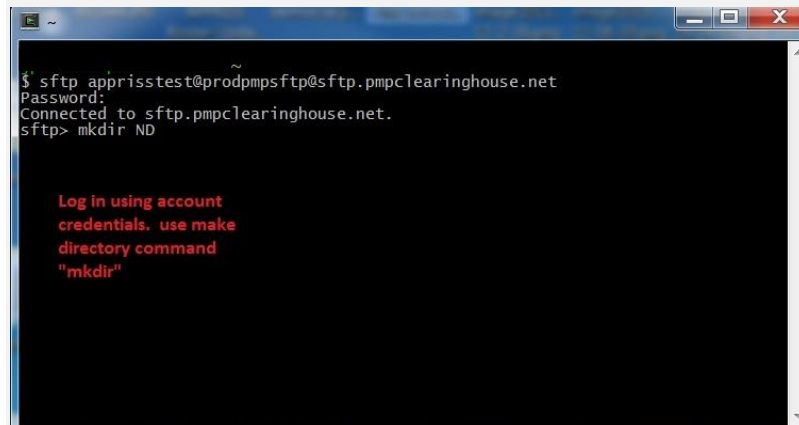 ~
~
$ sftp apprisstest@prodpmpsftp@sftp.pmpclearinghouse.net
Password:
Connected to sftp.pmpclearinghouse.net.
sftp> mkdir ND
Log in using account
credentials.  use make
directory command
"mkdir"